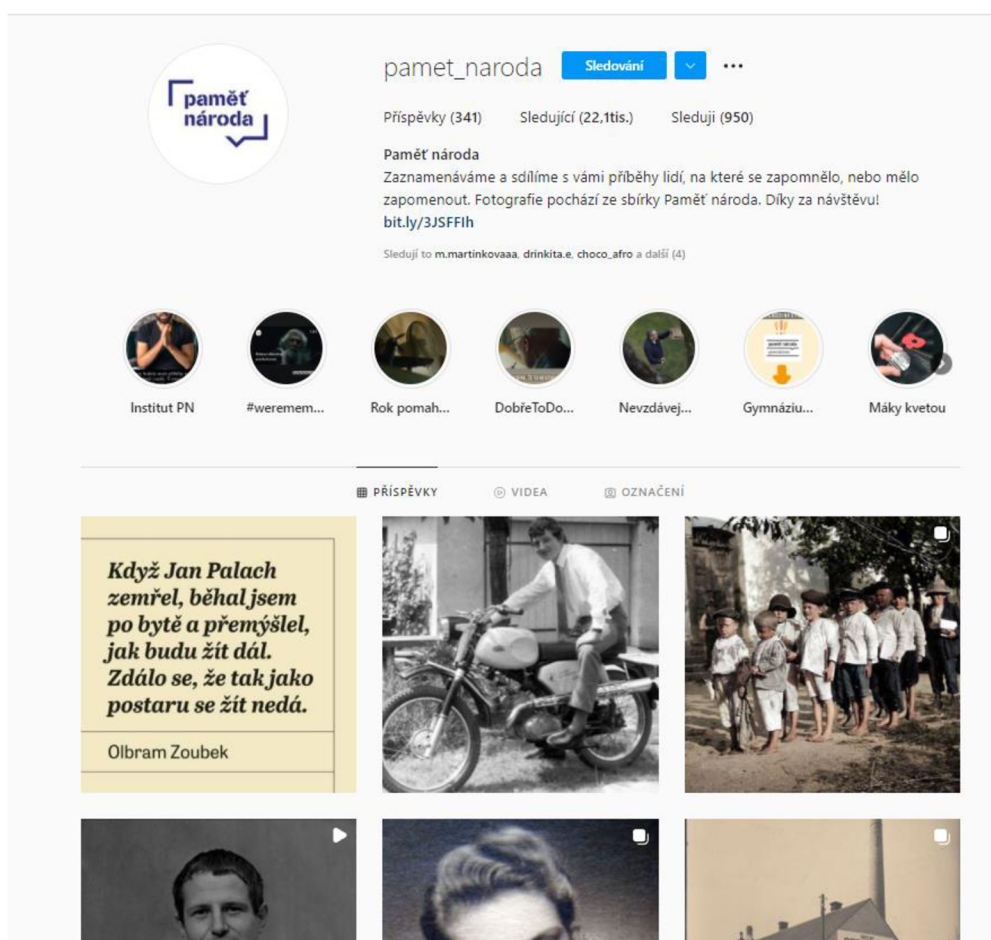 paměť
národa
pamet_naroda
Sledování
Příspěvky (341) Sledující (22,1tis.) Sleduji (950)
Paměť národa
Zaznamenáváme a sdílíme s vámi příběhy lidí, na které se zapomnělo, nebo mělo
zapomenout. Fotografie pochází ze sbírky Paměť národa. Díky za návštěvu!
bit.ly/3JSFFIh
Sledují to m.martinkovaaa, drinkita.e, choco_afro a další (4)
Institut PN #weremem... Rok pomah... DobřeToDo... Nevzdávej... Gymnáziu... Máky kvetou
PŘÍSPĚVKY VIDEA OZNAČENÍ
Když Jan Palach
zemřel, běhal jsem
po bytě a přemýšlel,
jak budu žít dál.
Zdálo se, že tak jako
postaru se žít nedá.
Olbram Zoubek